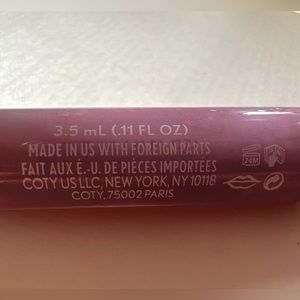 3.5 mL (.11 FL OZ)
MADE IN US WITH FOREIGN PARTS
FAIT AUX É.-U. DE PIÈCES IMPORTÉES
COTY US LLC, NEW YORK, NY 10118
COTY, 75002 PARIS
24M